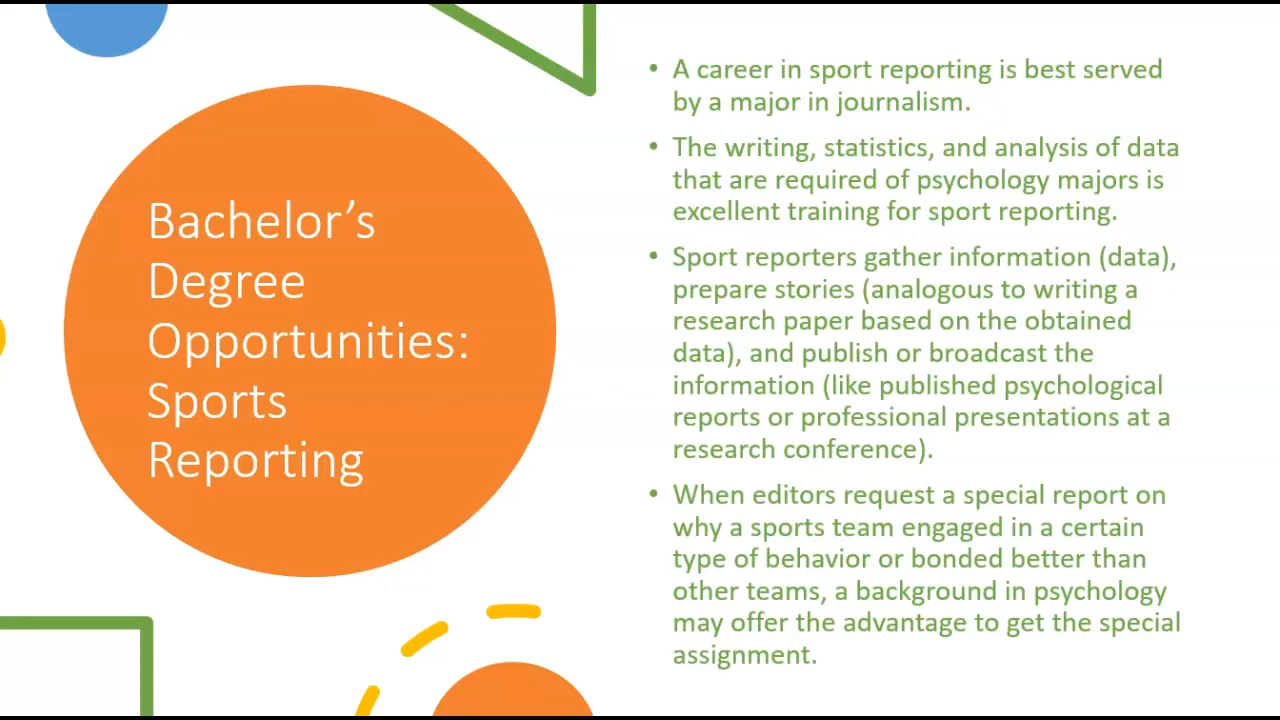 Bachelor’s
Degree
Opportunities:
Sports
Reporting
• A career in sport reporting is best served
by a major in journalism.
• The writing, statistics, and analysis of data
that are required of psychology majors is
excellent training for sport reporting.
• Sport reporters gather information (data),
prepare stories (analogous to writing a
research paper based on the obtained
data), and publish or broadcast the
information (like published psychological
reports or professional presentations at a
research conference).
• When editors request a special report on
why a sports team engaged in a certain
type of behavior or bonded better than
other teams, a background in psychology
may offer the advantage to get the special
assignment.